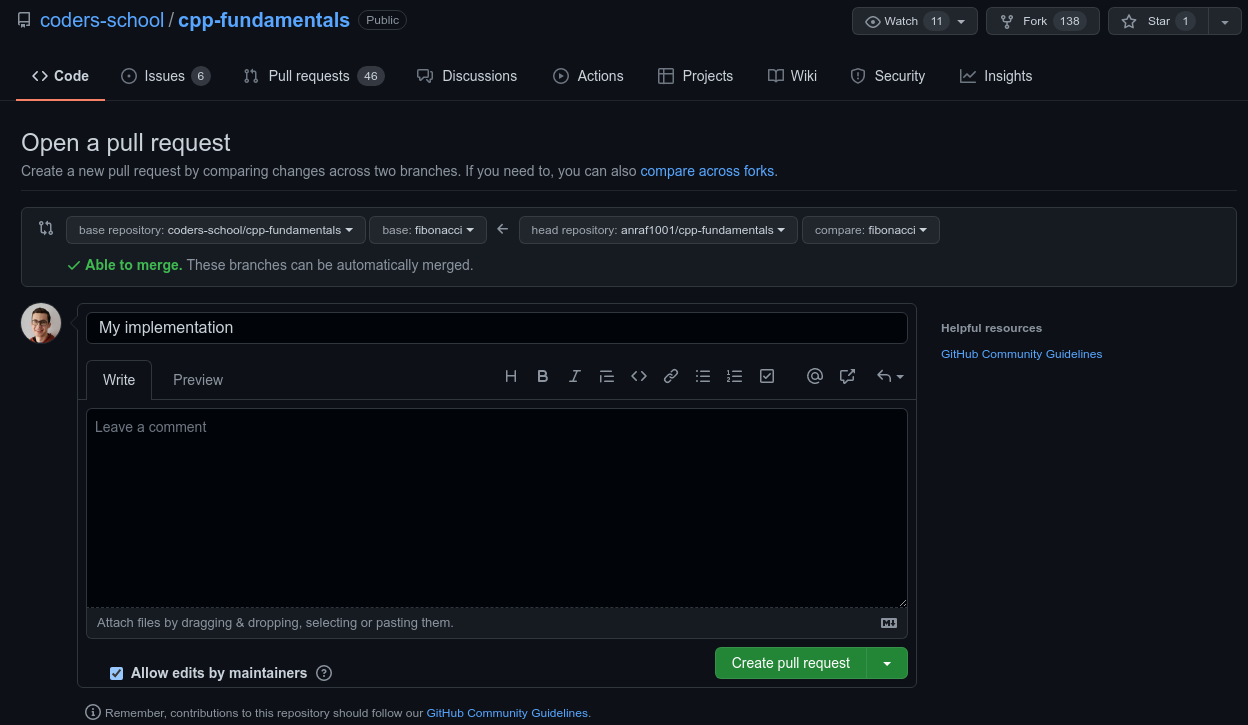 coders-school / cpp-fundamentals Public Watch 11 Fork 138 Star 1
Code Issues 6 Pull requests 46 Discussions Actions Projects Wiki Security Insights
Open a pull request
Create a new pull request by comparing changes across two branches. If you need to, you can also compare across forks.
base repository: coders-school/cpp-fundamentals base: fibonacci head repository: anraf1001/cpp-fundamentals compare: fibonacci
Able to merge. These branches can be automatically merged.
My implementation
Helpful resources
GitHub Community Guidelines
Write Preview
Leave a comment
Attach files by dragging & dropping, selecting or pasting them.
Allow edits by maintainers
Create pull request
Remember, contributions to this repository should follow our GitHub Community Guidelines.